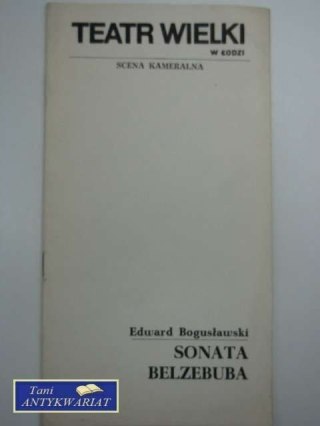 TEATR WIELKI
W ŁODZI
SCENA KAMERALNA
Edward Bogusławski
SONATA
BELZEBUBA
Tani
ANTYKWARIAT